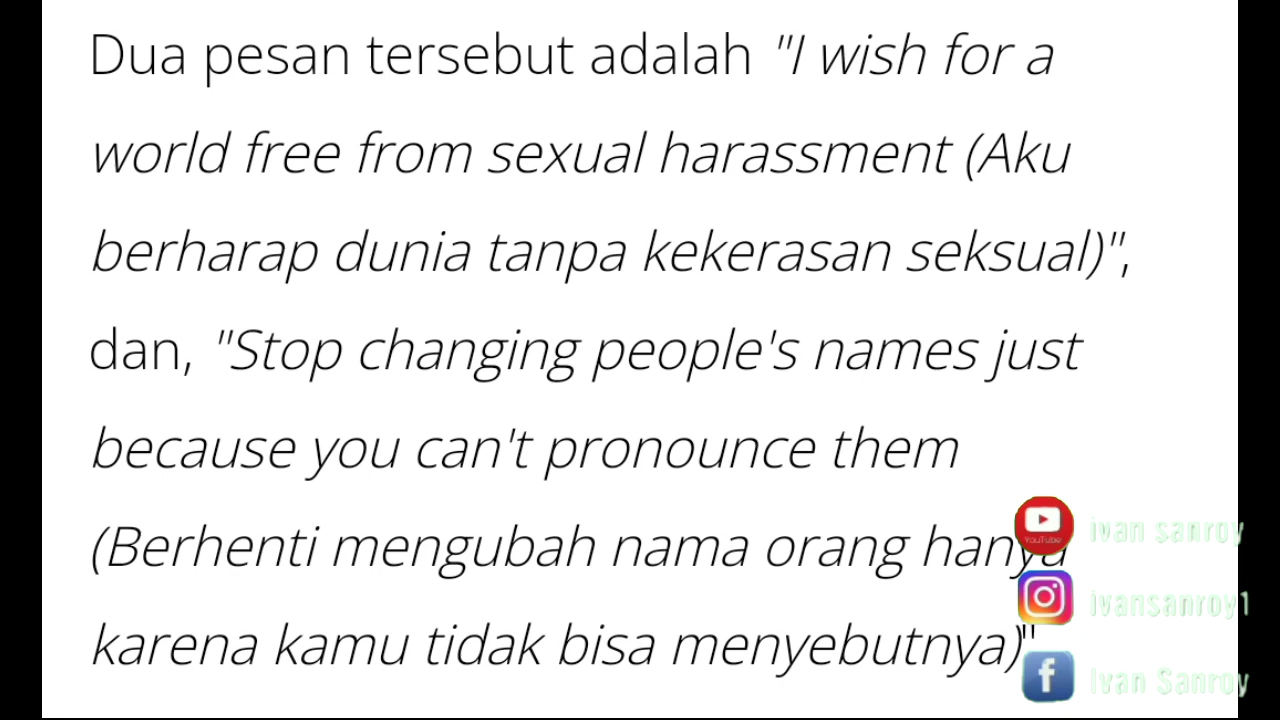 Dua pesan tersebut adalah "I wish for a
world free from sexual harassment (Aku
berharap dunia tanpa kekerasan seksual)",
dan, "Stop changing people's names just
because you can't pronounce them
(Berhenti mengubah nama orang hanya
karena kamu tidak bisa menyebutnya)"
YouTube
ivan sanroy
ivansanroy1
Ivan Sanroy